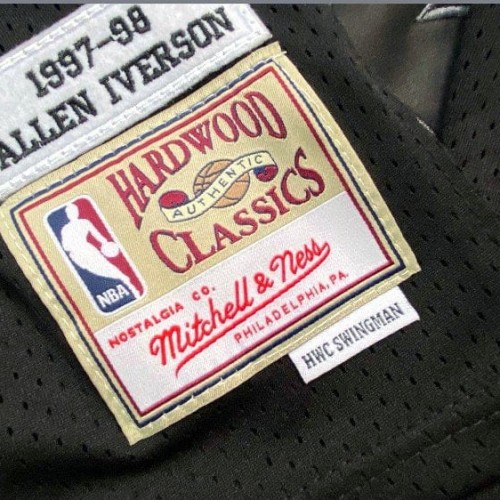 1997-98
ALLEN IVERSON
HARDWOOD
AUTHENTIC
CLASSICS
NBA
NOSTALGIA CO.
Mitchell & Ness
PHILADELPHIA, PA.
HWC SWINGMAN